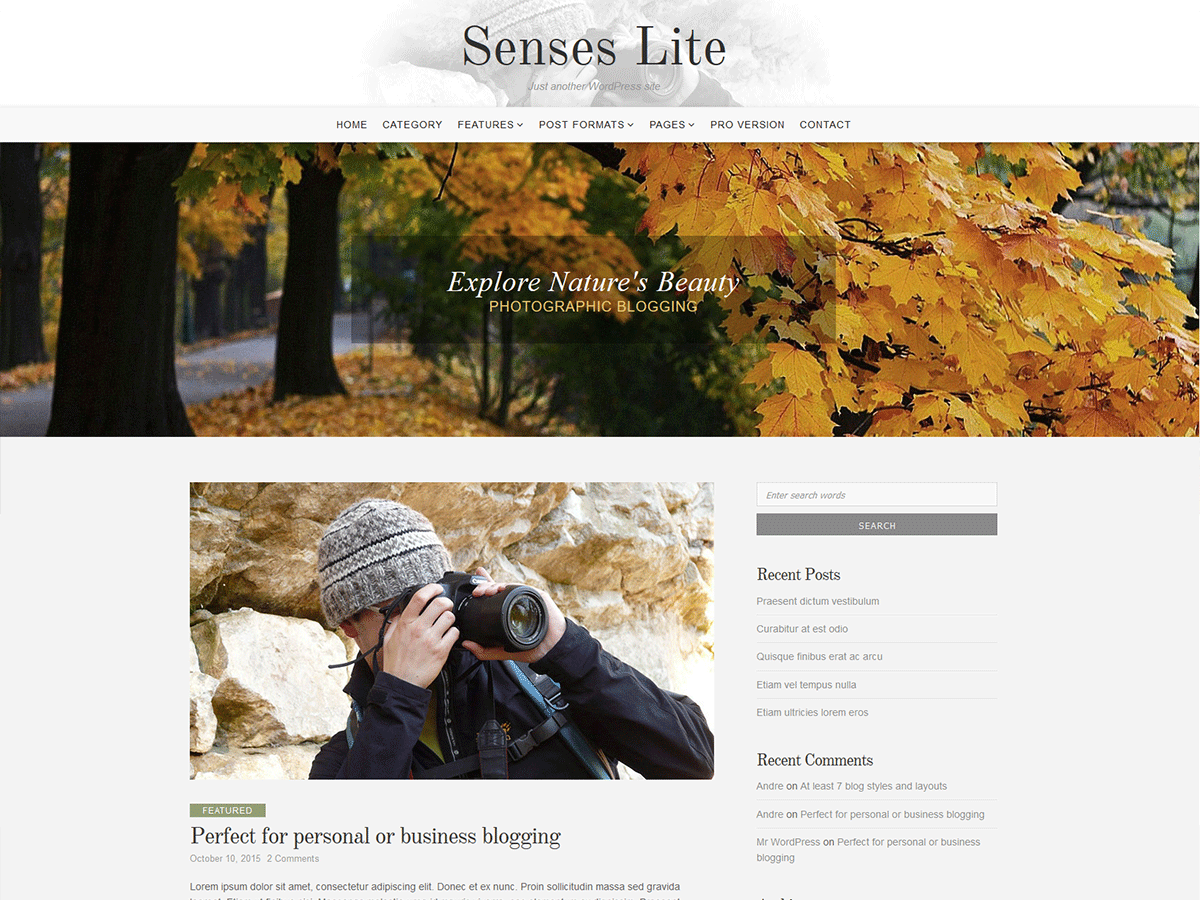 Senses Lite
Just another WordPress site
HOME CATEGORY FEATURES POST FORMATS PAGES PRO VERSION CONTACT
Explore Nature's Beauty
PHOTOGRAPHIC BLOGGING
FEATURED
Perfect for personal or business blogging
October 10, 2015 2 Comments
Lorem ipsum dolor sit amet, consectetur adipiscing elit. Donec et ex nunc. Proin sollicitudin massa sed gravida
Enter search words
SEARCH
Recent Posts
Praesent dictum vestibulum
Curabitur at est odio
Quisque finibus erat ac arcu
Etiam vel tempus nulla
Etiam ultricies lorem eros
Recent Comments
Andre on At least 7 blog styles and layouts
Andre on Perfect for personal or business blogging
Mr WordPress on Perfect for personal or business
blogging